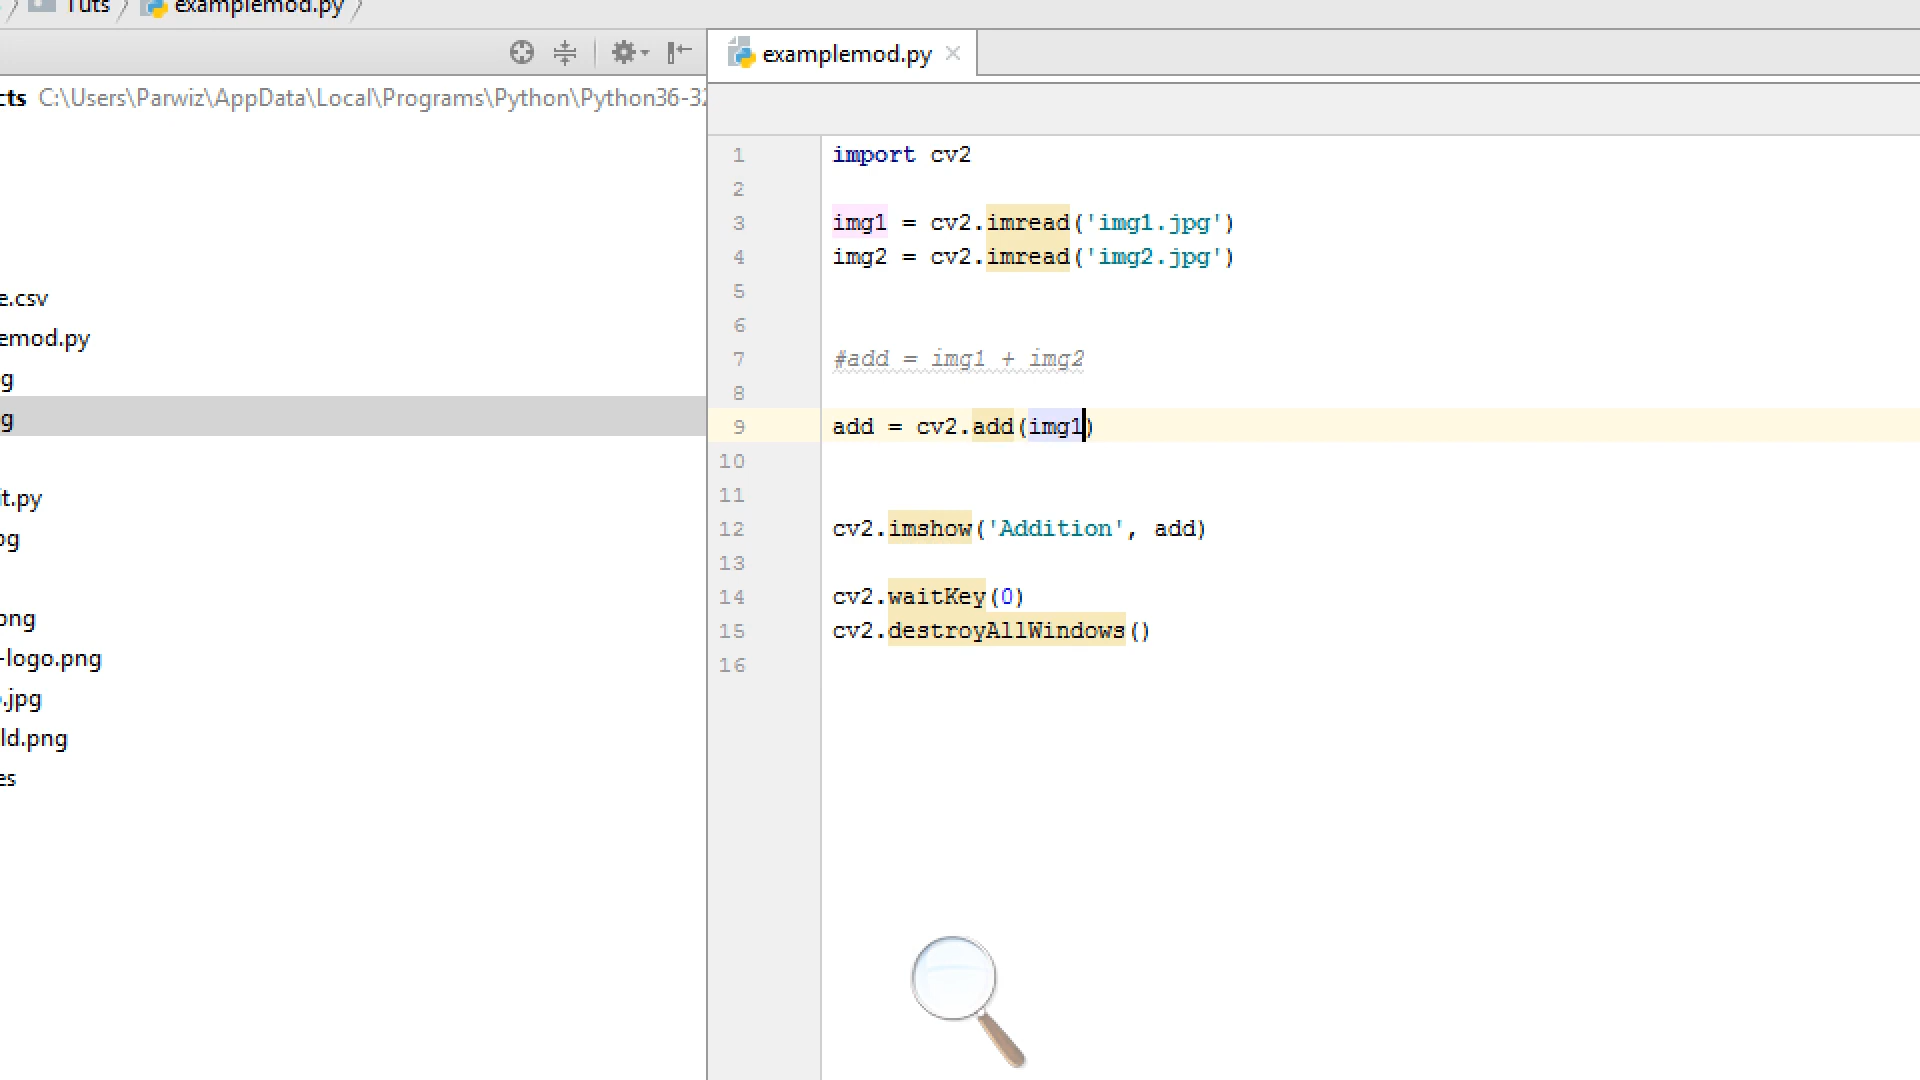 Tuts examplemod.py
examplemod.py
cts C:\Users\Parwiz\AppData\Local\Programs\Python\Python36-32
e.csv
emod.py
g
g
t.py
og
ong
-logo.png
.jpg
ld.png
es
1 import cv2
2
3 img1 = cv2.imread('img1.jpg')
4 img2 = cv2.imread('img2.jpg')
5
6
7 #add = img1 + img2
8
9 add = cv2.add(img1)
10
11
12 cv2.imshow('Addition', add)
13
14 cv2.waitKey(0)
15 cv2.destroyAllWindows()
16